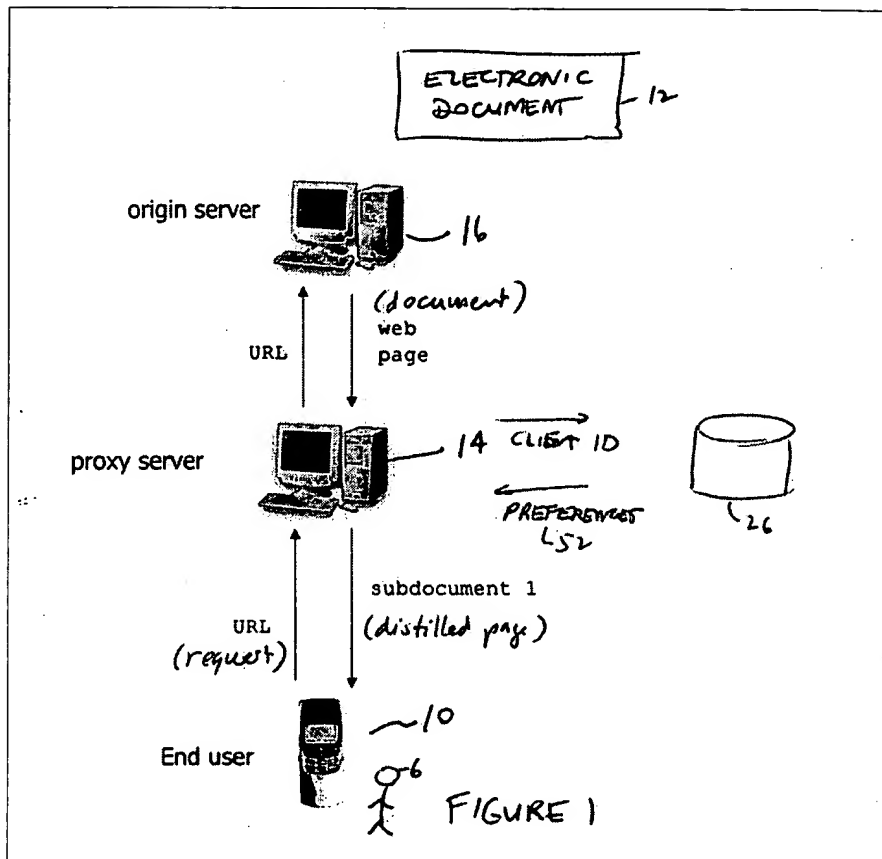 ELECTRONIC
DOCUMENT
12
origin server
16
(document)
web
page
URL
proxy server
14
CLIENT ID
PREFERENCES
52
26
subdocument 1
(distilled page)
URL
(request)
10
End user
6
FIGURE 1